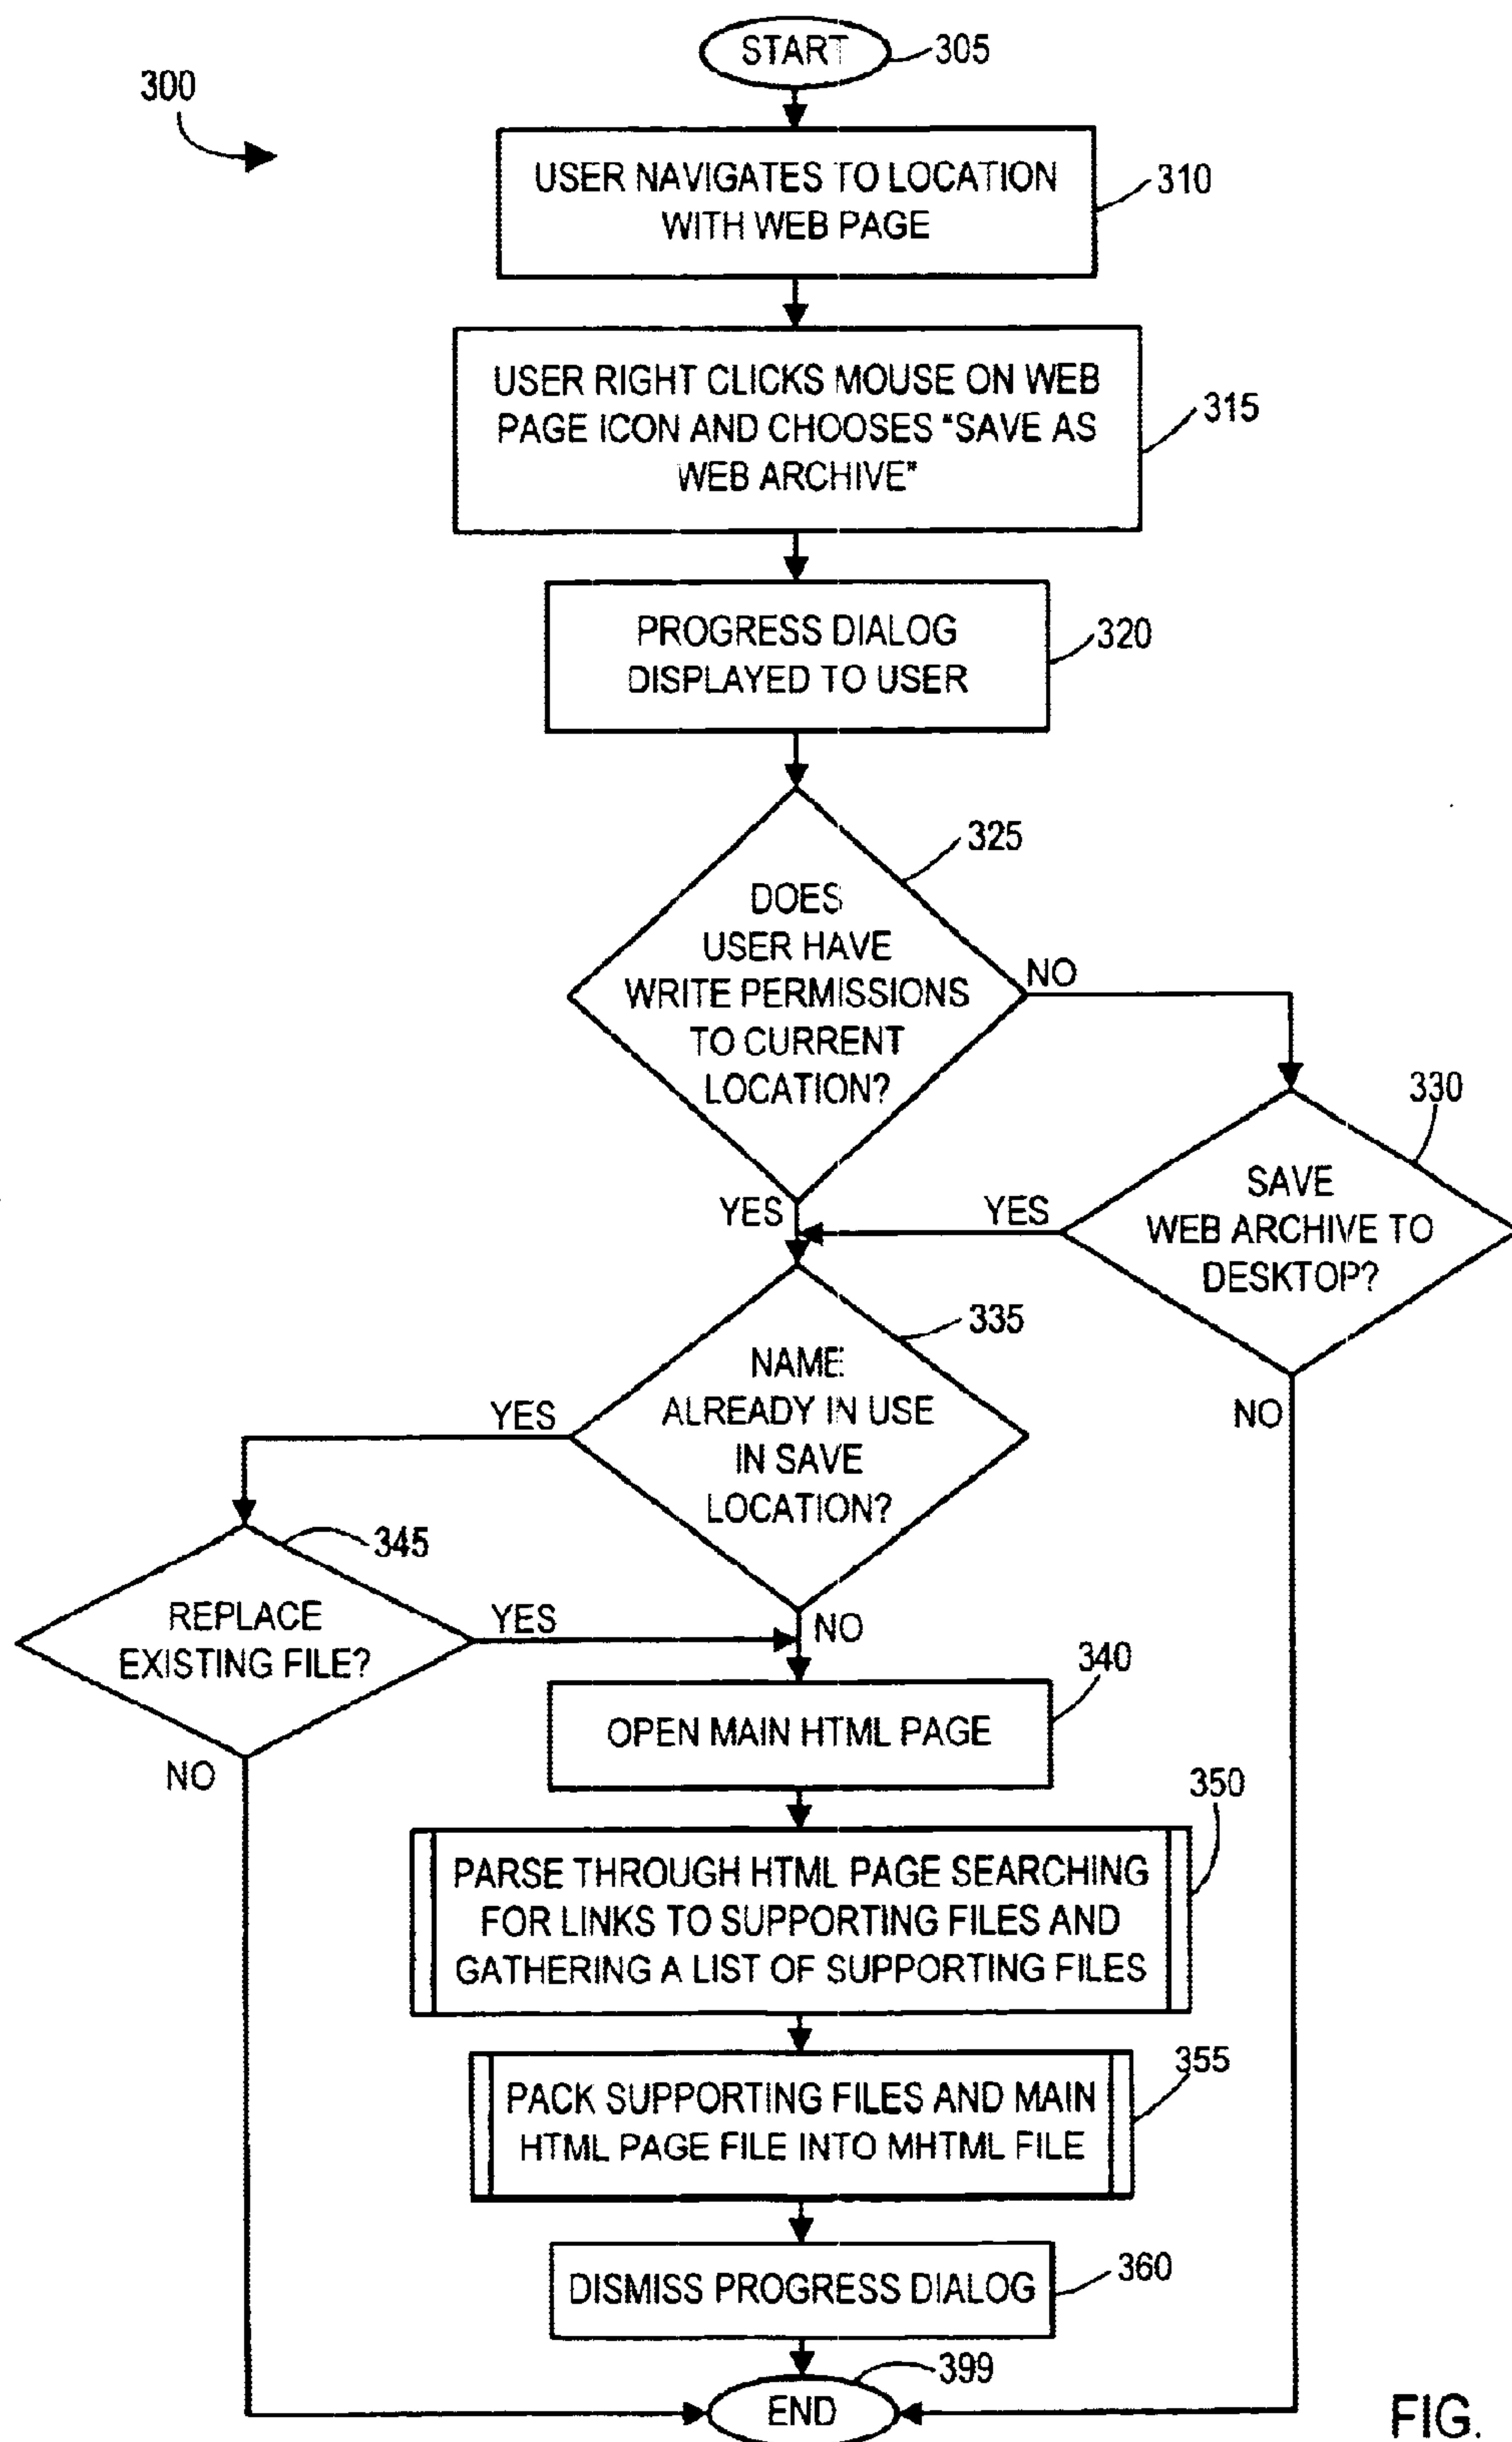 START
305
300
USER NAVIGATES TO LOCATION
WITH WEB PAGE
310
USER RIGHT CLICKS MOUSE ON WEB
PAGE ICON AND CHOOSES "SAVE AS
WEB ARCHIVE"
315
PROGRESS DIALOG
DISPLAYED TO USER
320
325
DOES
USER HAVE
WRITE PERMISSIONS
TO CURRENT
LOCATION?
NO
330
SAVE
WEB ARCHIVE TO
DESKTOP?
YES
YES
NO
335
NAME
ALREADY IN USE
IN SAVE
LOCATION?
YES
345
REPLACE
EXISTING FILE?
YES
NO
NO
340
OPEN MAIN HTML PAGE
350
PARSE THROUGH HTML PAGE SEARCHING
FOR LINKS TO SUPPORTING FILES AND
GATHERING A LIST OF SUPPORTING FILES
355
PACK SUPPORTING FILES AND MAIN
HTML PAGE FILE INTO MHTML FILE
DISMISS PROGRESS DIALOG
360
399
END
FIG.